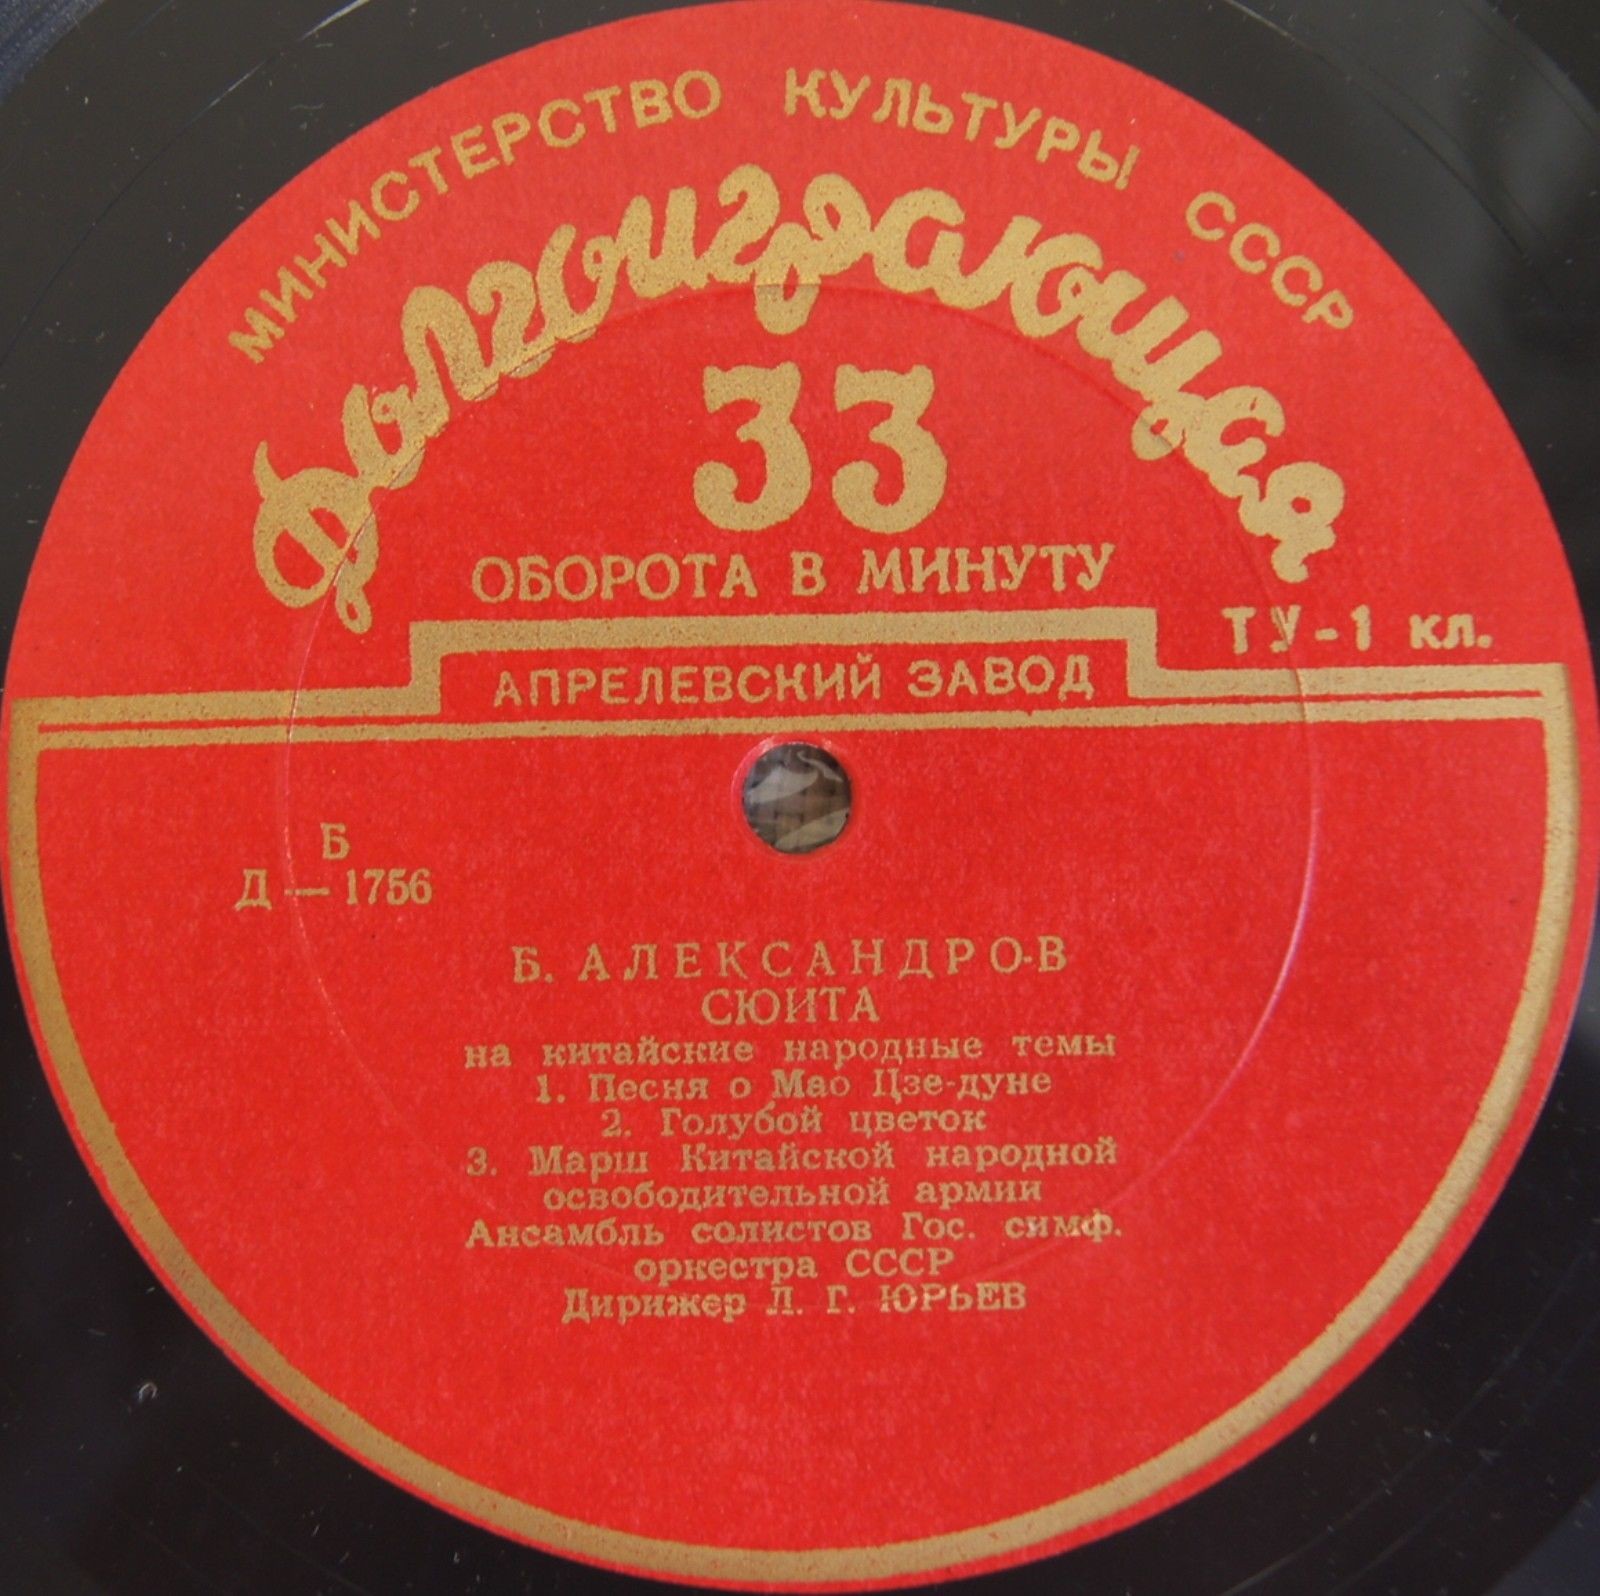 МИНИСТЕРСТВО КУЛЬТУРЫ СССР
Долгоиграющая
33
ОБОРОТА В МИНУТУ
ТУ-1 кл.
АПРЕЛЕВСКИЙ ЗАВОД
Б
Д — 1756
Б. АЛЕКСАНДРО-В
СЮИТА
на китайские народные темы
1. Песня о Мао Цзе-дуне
2. Голубой цветок
3. Марш Китайской народной
освободительной армии
Ансамбль солистов Гос. симф.
оркестра СССР
Дирижер Л. Г. ЮРЬЕВ